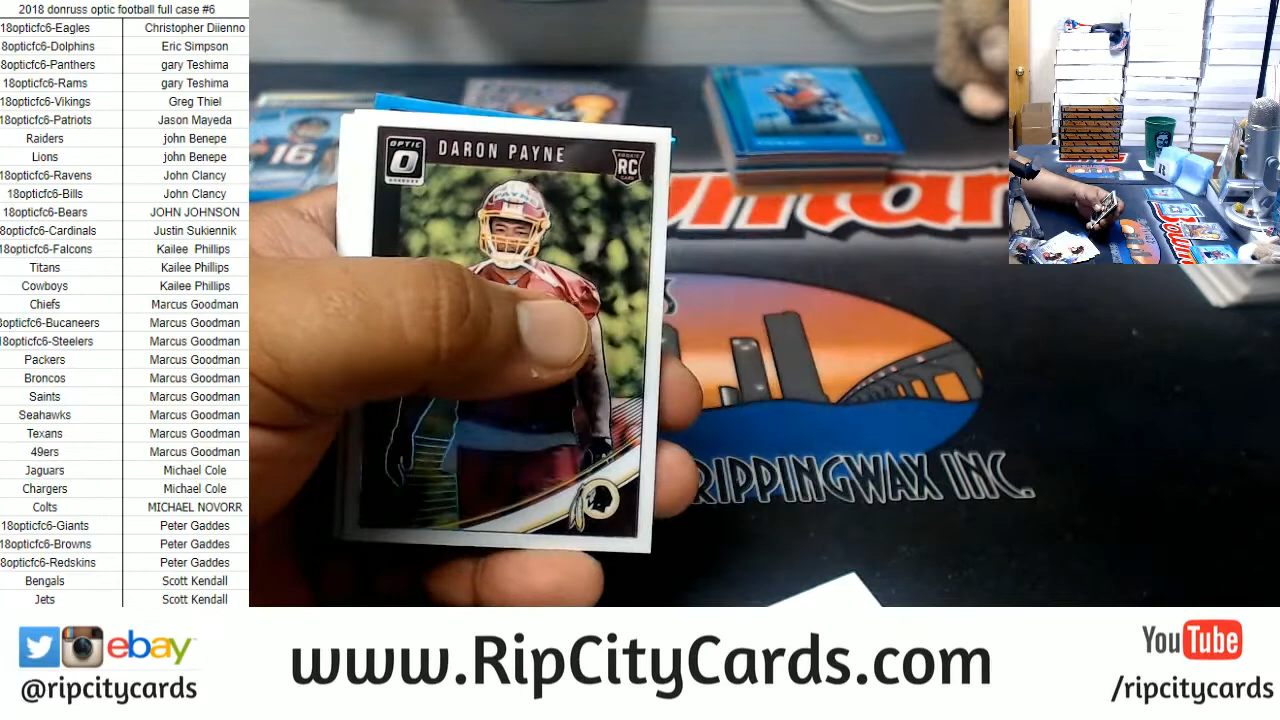 2018 donruss optic football full case #6
18opticfc6-Eagles Christopher Diienno
8opticfc6-Dolphins Eric Simpson
8opticfc6-Panthers gary Teshima
18opticfc6-Rams gary Teshima
18opticfc6-Vikings Greg Thiel
18opticfc6-Patriots Jason Mayeda
Raiders john Benepe
Lions john Benepe
18opticfc6-Ravens John Clancy
18opticfc6-Bills John Clancy
18opticfc6-Bears JOHN JOHNSON
8opticfc6-Cardinals Justin Sukiennik
18opticfc6-Falcons Kailee Phillips
Titans Kailee Phillips
Cowboys Kailee Phillips
Chiefs Marcus Goodman
8opticfc6-Bucaneers Marcus Goodman
18opticfc6-Steelers Marcus Goodman
Packers Marcus Goodman
Broncos Marcus Goodman
Saints Marcus Goodman
Seahawks Marcus Goodman
Texans Marcus Goodman
49ers Marcus Goodman
Jaguars Michael Cole
Chargers Michael Cole
Colts MICHAEL NOVORR
18opticfc6-Giants Peter Gaddes
18opticfc6-Browns Peter Gaddes
8opticfc6-Redskins Peter Gaddes
Bengals Scott Kendall
Jets Scott Kendall
OPTIC
DONRUSS
DARON PAYNE
ROOKIE
RC
CARD
PAYNE
16
RIPPINGWAX INC.
ebay
@ripcitycards
www.RipCityCards.com
YouTube
/ripcitycards